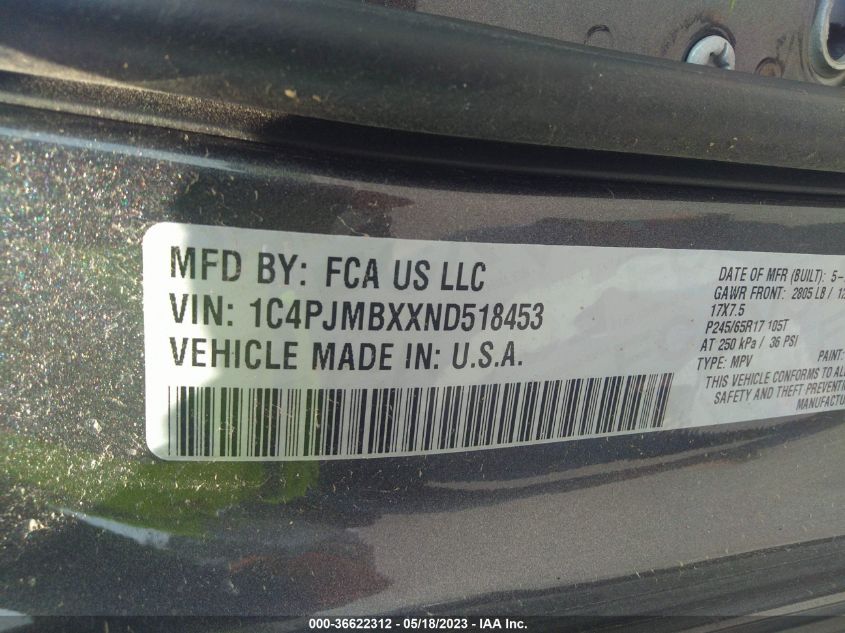 MFD BY: FCA US LLC
VIN: 1C4PJMBXXND518453
VEHICLE MADE IN: U.S.A.
DATE OF MFR (BUILT): 5-
GAWR FRONT: 2805 LB /
17X7.5
P245/65R17 105T
AT 250 kPa / 36 PSI
TYPE: MPV PAINT:
THIS VEHICLE CONFORMS TO
SAFETY AND THEFT
000-36622312 - 05/18/2023 - IAA Inc.